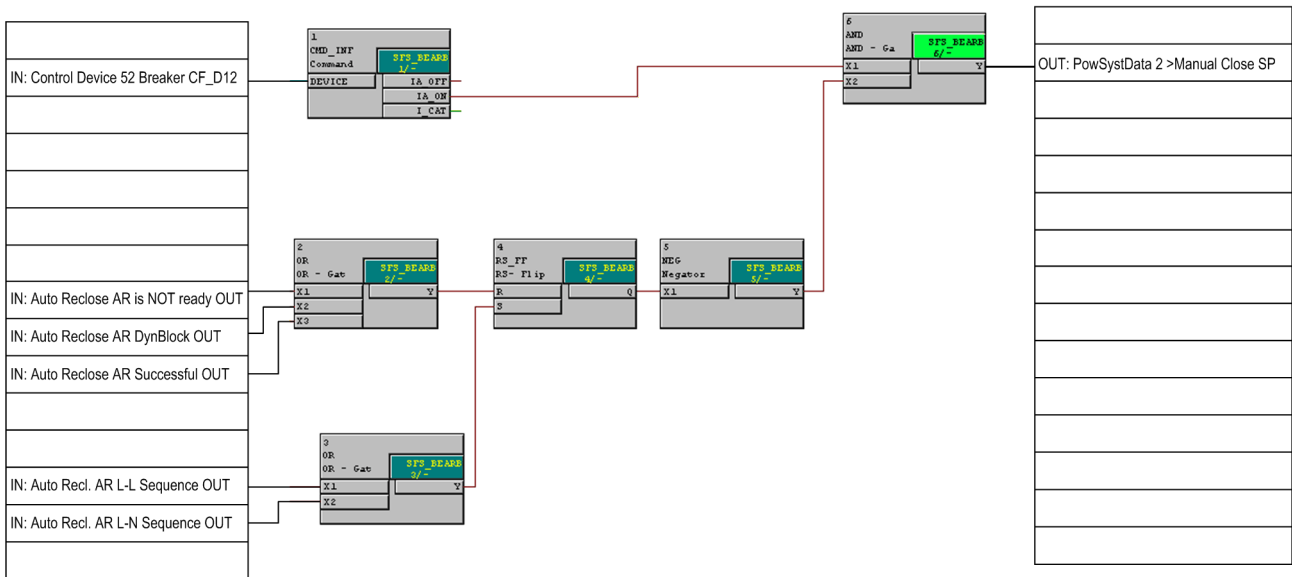 IN: Control Device 52 Breaker CF_D12
IN: Auto Reclose AR is NOT ready OUT
IN: Auto Reclose AR DynBlock OUT
IN: Auto Reclose AR Successful OUT
IN: Auto Recl. AR L-L Sequence OUT
IN: Auto Recl. AR L-N Sequence OUT
1
CMD_INF
Command
SFS_BEARB
1/-
DEVICE
IA_OFF
IA_ON
I_CAT
2
OR
OR - Gat
SFS_BEARB
2/-
X1
Y
X2
X3
3
OR
OR - Gat
SFS_BEARB
3/-
X1
Y
X2
4
RS_FF
RS- Flip
SFS_BEARB
4/-
R
Q
S
5
NEG
Negator
SFS_BEARB
5/-
X1
Y
6
AND
AND - Ga
SFS_BEARB
6/-
X1
Y
X2
OUT: PowSystData 2 >Manual Close SP